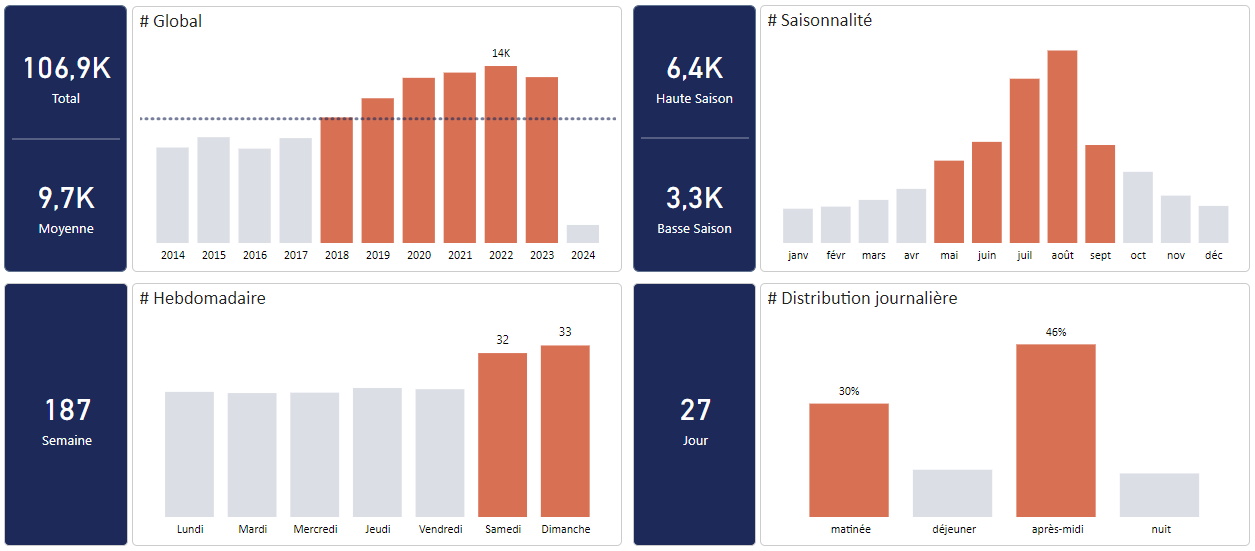 106,9K
Total
9,7K
Moyenne
# Global
14K
2014 2015 2016 2017 2018 2019 2020 2021 2022 2023 2024
6,4K
Haute Saison
3,3K
Basse Saison
# Saisonnalité
janv févr mars avr mai juin juil août sept oct nov déc
187
Semaine
# Hebdomadaire
32 33
Lundi Mardi Mercredi Jeudi Vendredi Samedi Dimanche
27
Jour
# Distribution journalière
30% 46%
matinée déjeuner après-midi nuit